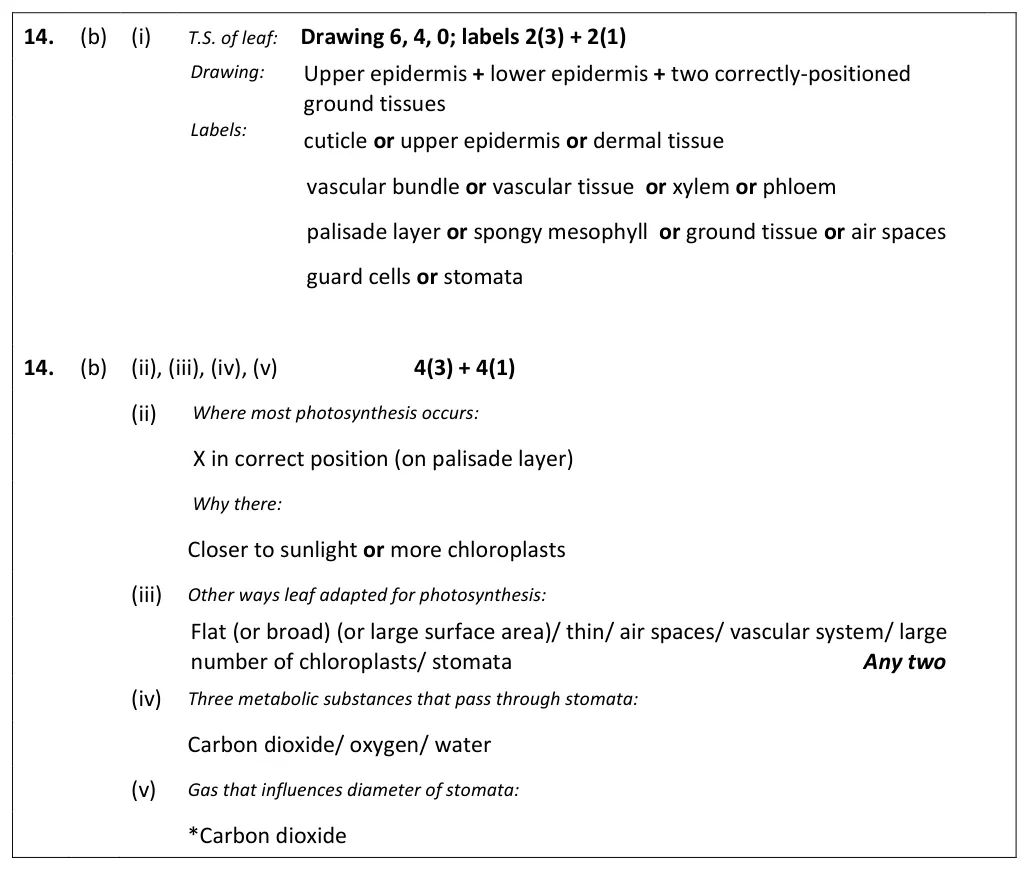 14. (b) (i) T.S. of leaf: Drawing 6, 4, 0; labels 2(3) + 2(1)
Drawing: Upper epidermis + lower epidermis + two correctly-positioned
ground tissues
Labels: cuticle or upper epidermis or dermal tissue
vascular bundle or vascular tissue or xylem or phloem
palisade layer or spongy mesophyll or ground tissue or air spaces
guard cells or stomata
14. (b) (ii), (iii), (iv), (v) 4(3) + 4(1)
(ii) Where most photosynthesis occurs:
X in correct position (on palisade layer)
Why there:
Closer to sunlight or more chloroplasts
(iii) Other ways leaf adapted for photosynthesis:
Flat (or broad) (or large surface area)/ thin/ air spaces/ vascular system/ large
number of chloroplasts/ stomata Any two
(iv) Three metabolic substances that pass through stomata:
Carbon dioxide/ oxygen/ water
(v) Gas that influences diameter of stomata:
*Carbon dioxide